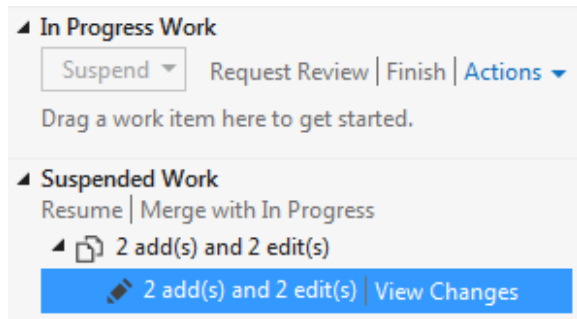 In Progress Work
Suspend Request Review | Finish | Actions
Drag a work item here to get started.
Suspended Work
Resume | Merge with In Progress
2 add(s) and 2 edit(s)
2 add(s) and 2 edit(s) | View Changes